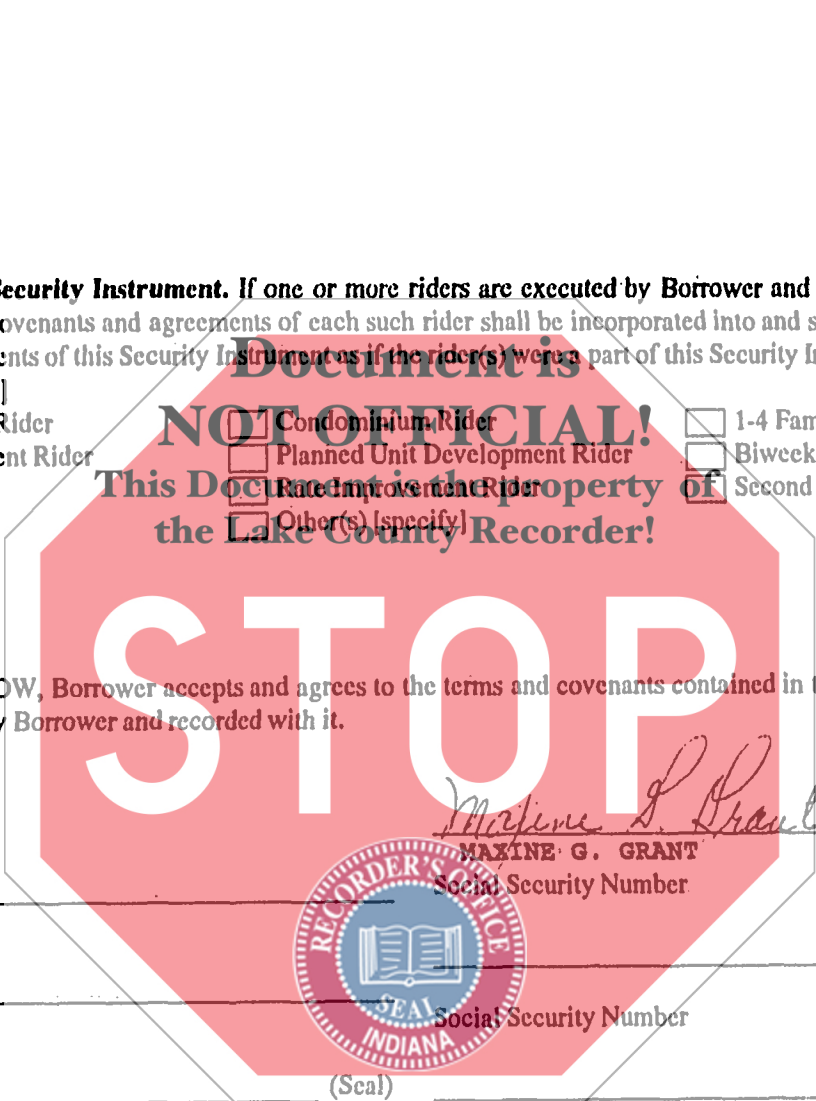 Security Instrument. If one or more riders are executed by Borrower and
ovenants and agreements of each such rider shall be incorporated into and s
ents of this Security Instrument as if the rider(s) were a part of this Security In
]
Rider Condominium Rider 1-4 Fam
ent Rider Planned Unit Development Rider Biweek
Rate Improvement Rider Second
Other(s) [specify]
Document is
NOT OFFICIAL!
This Document is the property of
the Lake County Recorder!
STOP
OW, Borrower accepts and agrees to the terms and covenants contained in t
y Borrower and recorded with it.
Maxine G. Grant
MAXINE G. GRANT
Social Security Number
RECORDER'S OFFICE
SEAL
INDIANA
Social Security Number
(Seal)